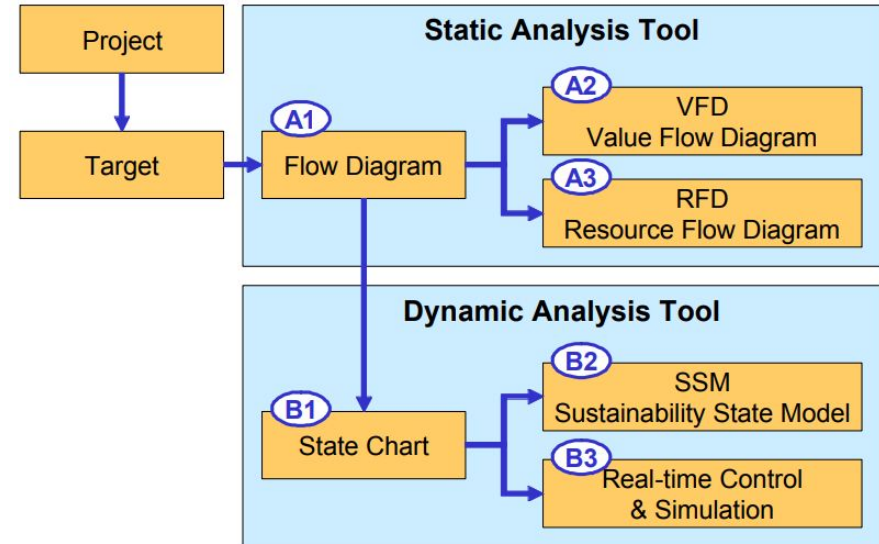 Project
Target
Static Analysis Tool
A1
Flow Diagram
A2
VFD
Value Flow Diagram
A3
RFD
Resource Flow Diagram
Dynamic Analysis Tool
B1
State Chart
B2
SSM
Sustainability State Model
B3
Real-time Control
& Simulation